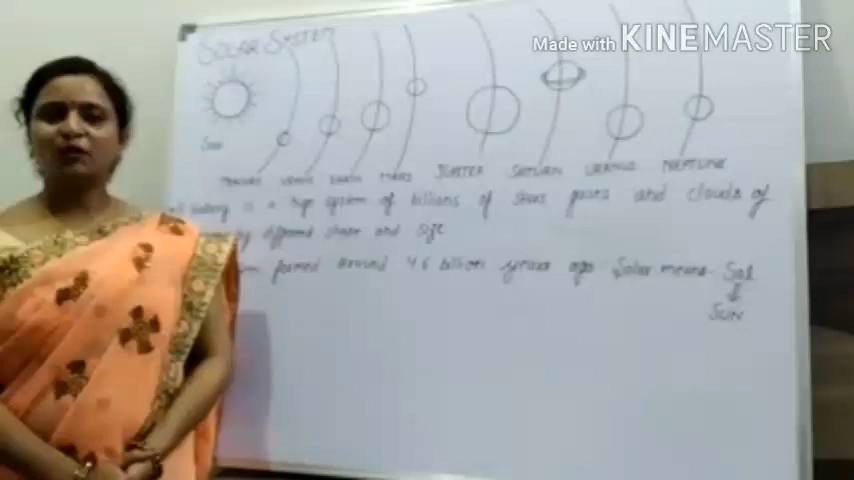 Made with KINEMASTER
SOLAR SYSTEM
SUN
MERCURY VENUS EARTH MARS JUPITER SATURN URANUS NEPTUNE
is a huge system of billions of stars gases and clouds of
different shape and size
formed around 4.6 billion years ago Solar means Sol
SUN